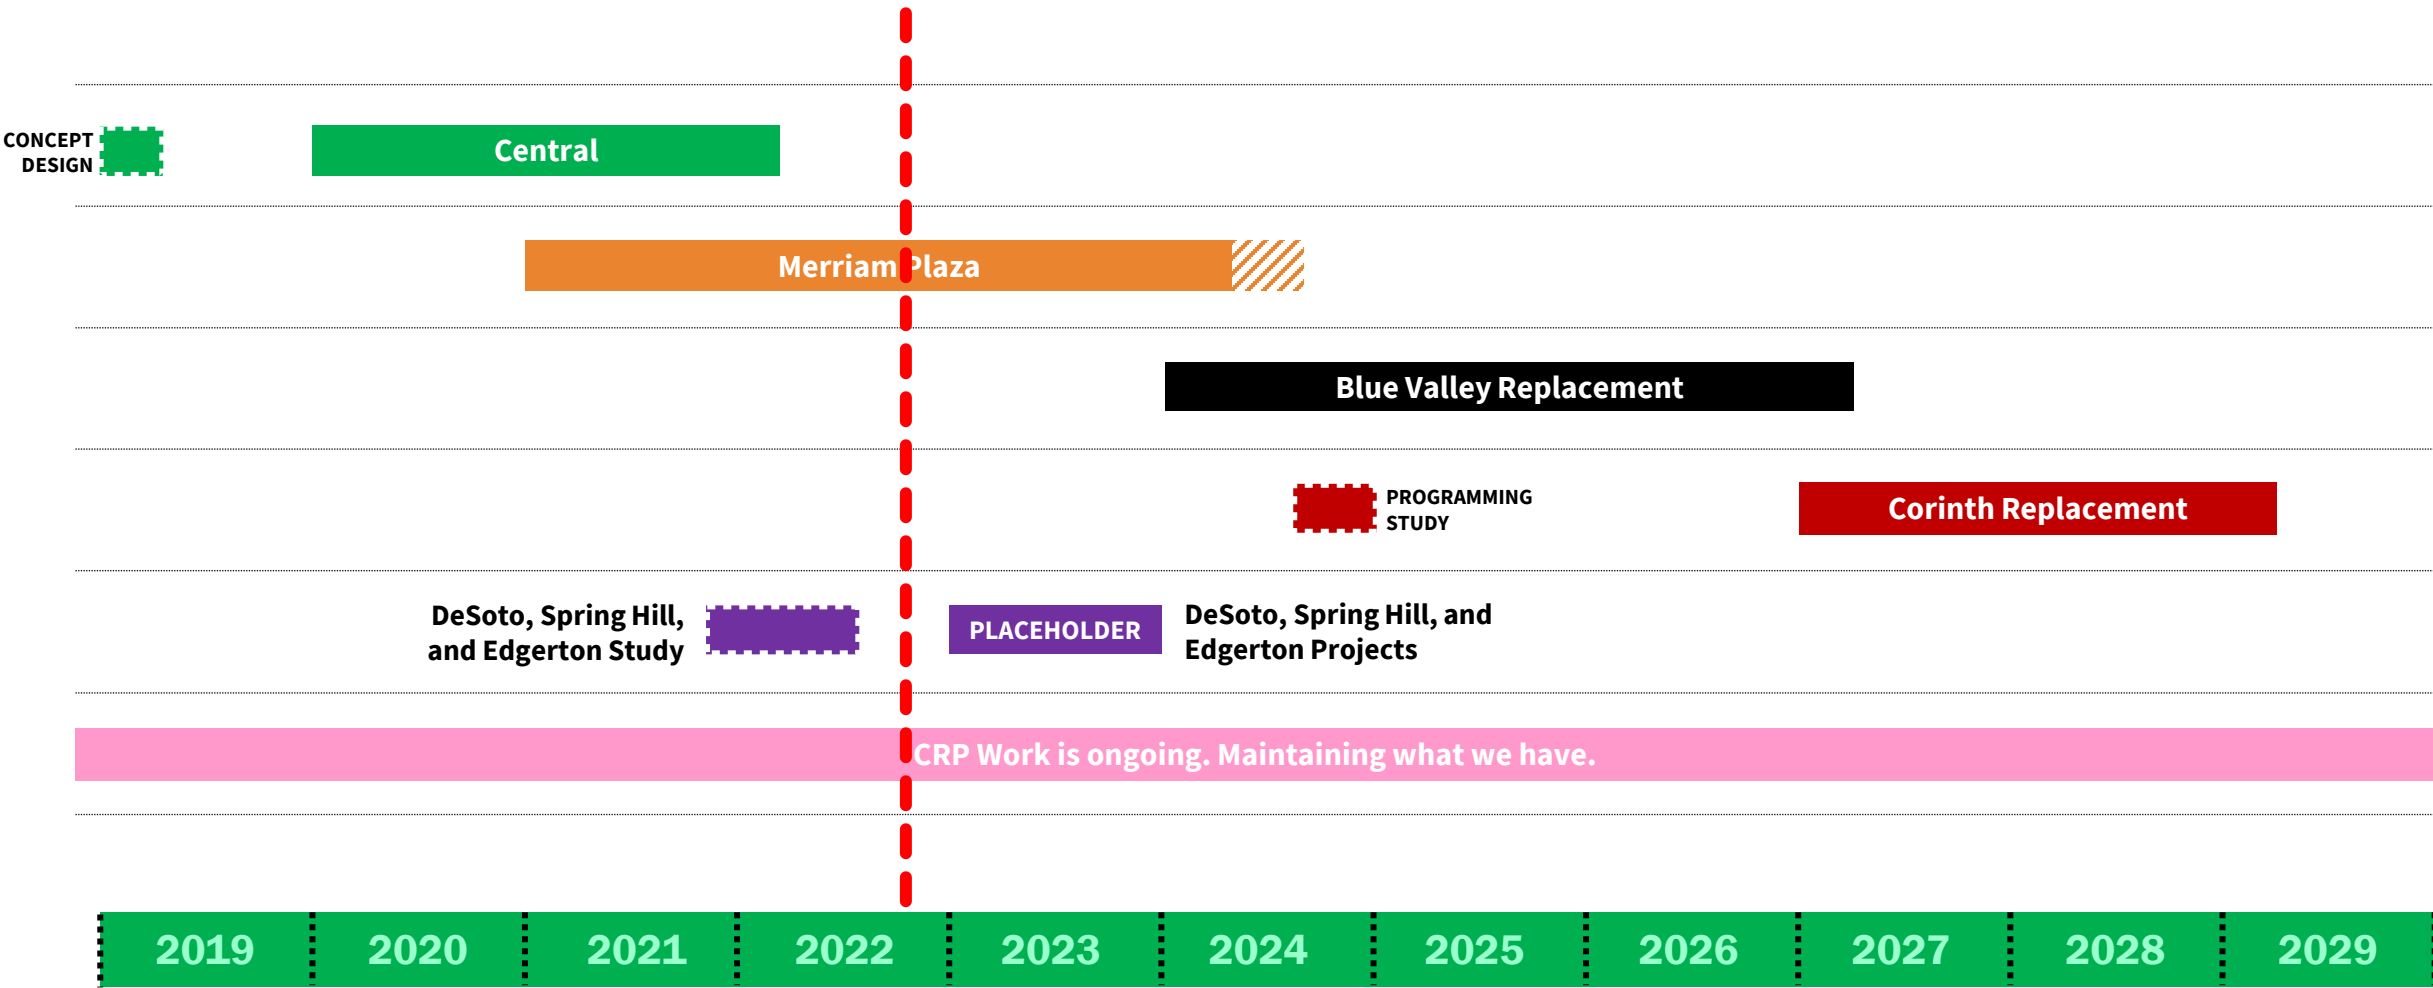 CONCEPT
DESIGN
Central
Merriam Plaza
Blue Valley Replacement
PROGRAMMING
STUDY
Corinth Replacement
DeSoto, Spring Hill,
and Edgerton Study
PLACEHOLDER
DeSoto, Spring Hill, and
Edgerton Projects
CRP Work is ongoing. Maintaining what we have.
2019 2020 2021 2022 2023 2024 2025 2026 2027 2028 2029